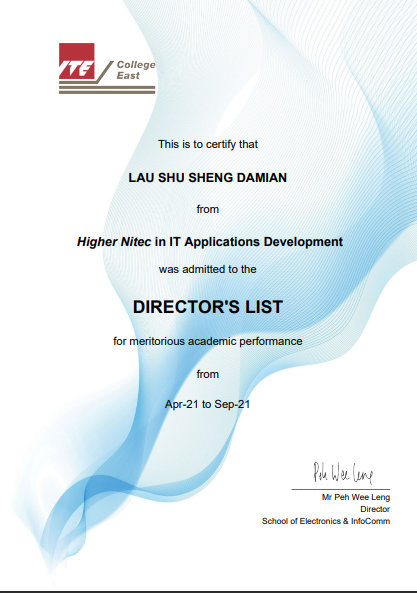 ITE College
East
This is to certify that
LAU SHU SHENG DAMIAN
from
Higher Nitec in IT Applications Development
was admitted to the
DIRECTOR'S LIST
for meritorious academic performance
from
Apr-21 to Sep-21
Peh Wee Leng
Mr Peh Wee Leng
Director
School of Electronics & InfoComm